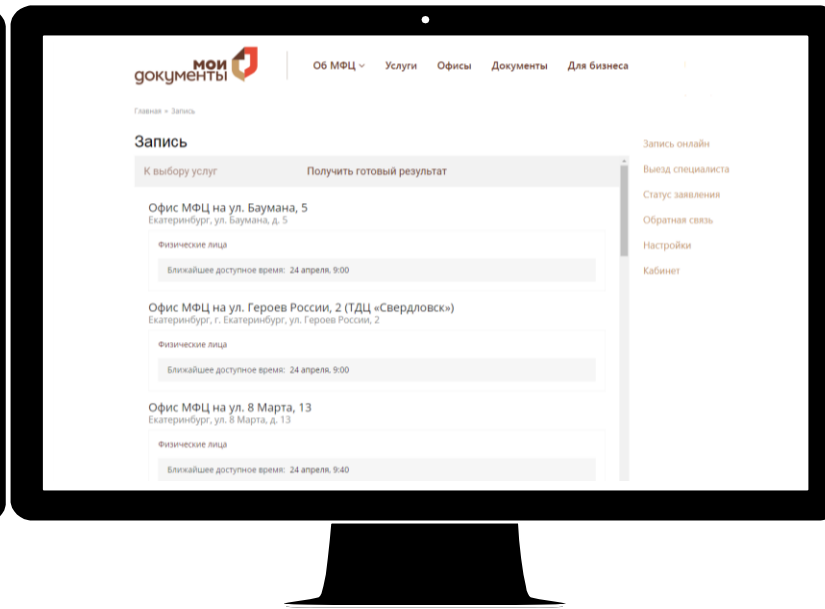 мои
документы
Об МФЦ
Услуги
Офисы
Документы
Для бизнеса
Главная » Запись
Запись
К выбору услуг
Получить готовый результат
Офис МФЦ на ул. Баумана, 5
Екатеринбург, ул. Баумана, д. 5
Физические лица
Ближайшее доступное время: 24 апреля, 9:00
Офис МФЦ на ул. Героев России, 2 (ТДЦ «Свердловск»)
Екатеринбург, г. Екатеринбург, ул. Героев России, 2
Физические лица
Ближайшее доступное время: 24 апреля, 9:00
Офис МФЦ на ул. 8 Марта, 13
Екатеринбург, ул. 8 Марта, д. 13
Физические лица
Ближайшее доступное время: 24 апреля, 9:40
Запись онлайн
Выезд специалиста
Статус заявления
Обратная связь
Настройки
Кабинет